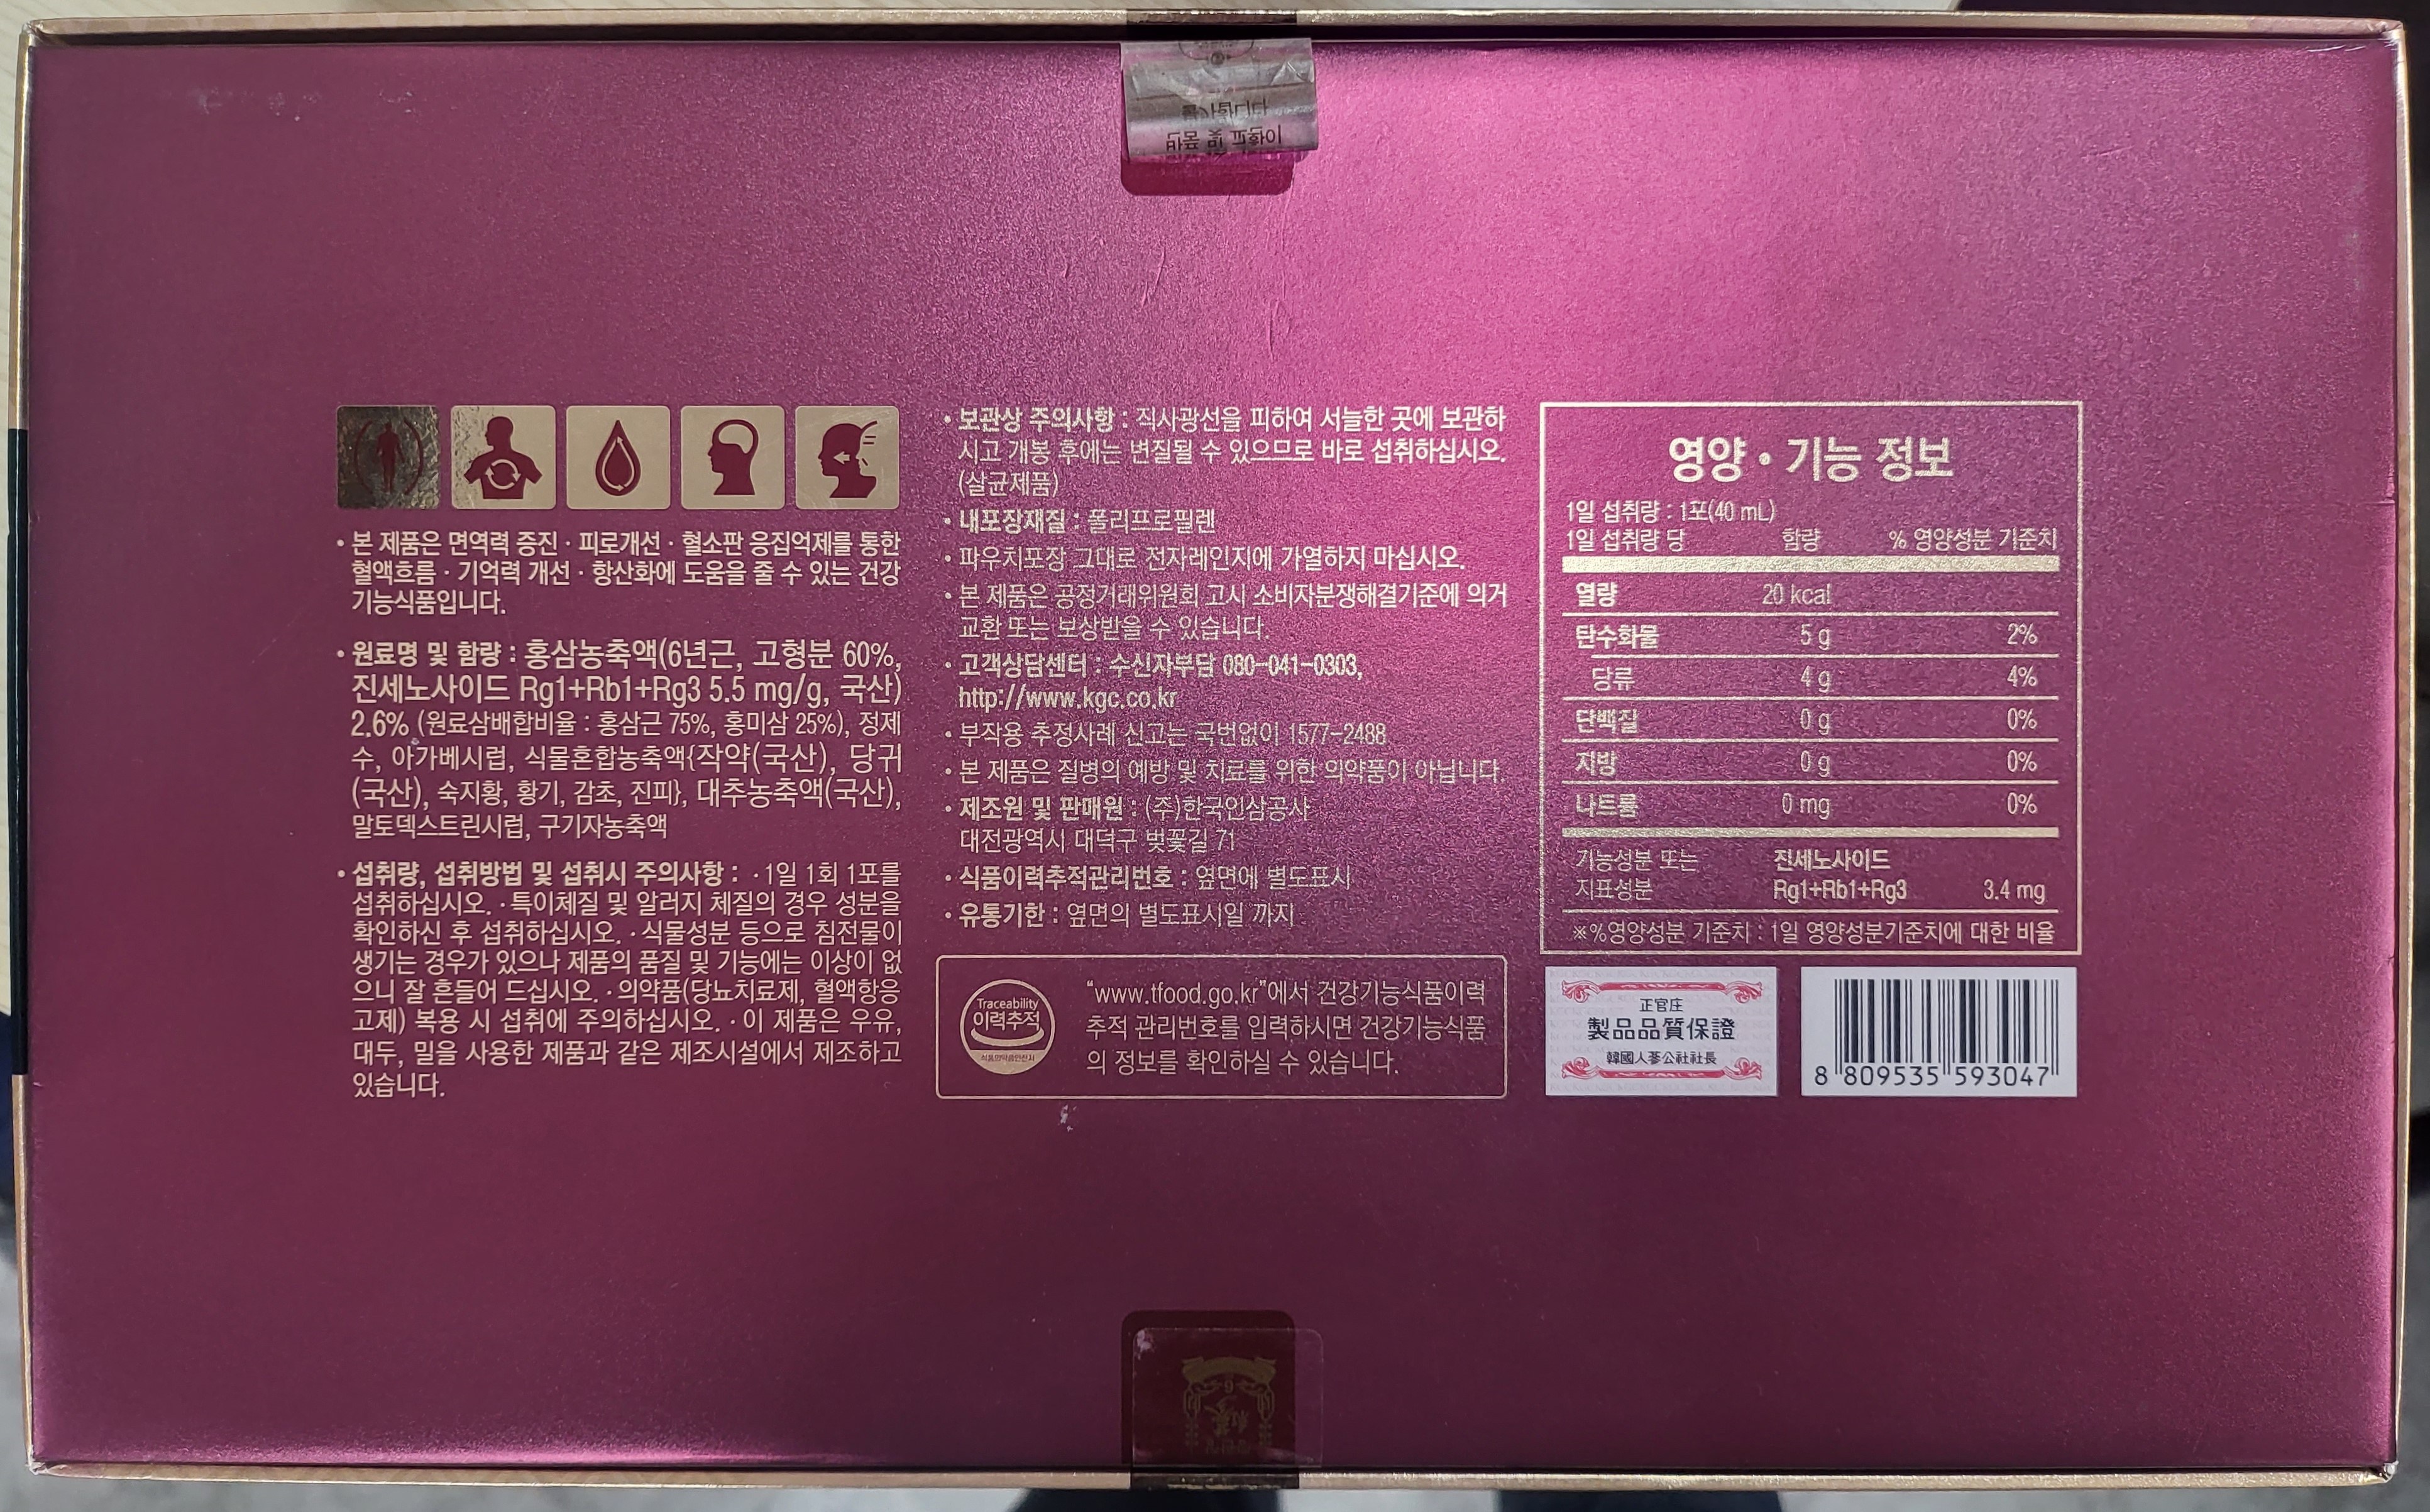 • 본 제품은 면역력 증진 · 피로개선 · 혈소판 응집억제를 통한
혈액흐름 · 기억력 개선 · 항산화에 도움을 줄 수 있는 건강
기능식품입니다.
• 원료명 및 함량 : 홍삼농축액(6년근, 고형분 60%,
진세노사이드 Rg1+Rb1+Rg3 5.5 mg/g, 국산)
2.6% (원료삼배합비율 : 홍삼근 75%, 홍미삼 25%), 정제
수, 아가베시럽, 식물혼합농축액{작약(국산), 당귀
(국산), 숙지황, 황기, 감초, 진피}, 대추농축액(국산),
말토덱스트린시럽, 구기자농축액
• 섭취량, 섭취방법 및 섭취시 주의사항 : · 1일 1회 1포를
섭취하십시오. · 특이체질 및 알러지 체질의 경우 성분을
확인하신 후 섭취하십시오. · 식물성분 등으로 침전물이
생기는 경우가 있으나 제품의 품질 및 기능에는 이상이 없
으니 잘 흔들어 드십시오. · 의약품(당뇨치료제, 혈액항응
고제) 복용 시 섭취에 주의하십시오. · 이 제품은 우유,
대두, 밀을 사용한 제품과 같은 제조시설에서 제조하고
있습니다.
• 보관상 주의사항 : 직사광선을 피하여 서늘한 곳에 보관하
시고 개봉 후에는 변질될 수 있으므로 바로 섭취하십시오.
(살균제품)
• 내포장재질 : 폴리프로필렌
• 파우치포장 그대로 전자레인지에 가열하지 마십시오.
• 본 제품은 공정거래위원회 고시 소비자분쟁해결기준에 의거
교환 또는 보상받을 수 있습니다.
• 고객상담센터 : 수신자부담 080-041-0303,
http://www.kgc.co.kr
• 부작용 추정사례 신고는 국번없이 1577-2488
• 본 제품은 질병의 예방 및 치료를 위한 의약품이 아닙니다.
• 제조원 및 판매원 : (주)한국인삼공사
대전광역시 대덕구 벚꽃길 71
• 식품이력추적관리번호 : 옆면에 별도표시
• 유통기한 : 옆면의 별도표시일 까지
Traceability
이력추적
식품의약품안전처
"www.tfood.go.kr"에서 건강기능식품이력
추적 관리번호를 입력하시면 건강기능식품
의 정보를 확인하실 수 있습니다.
영양 • 기능 정보
1일 섭취량 : 1포(40 mL)
1일 섭취량 당 함량 % 영양성분 기준치
열량 20 kcal
탄수화물 5 g 2%
당류 4 g 4%
단백질 0 g 0%
지방 0 g 0%
나트륨 0 mg 0%
기능성분 또는 진세노사이드
지표성분 Rg1+Rb1+Rg3 3.4 mg
※%영양성분 기준치 : 1일 영양성분기준치에 대한 비율
正官庄
製品品質保證
韓國人蔘公社社長
8 809535 593047